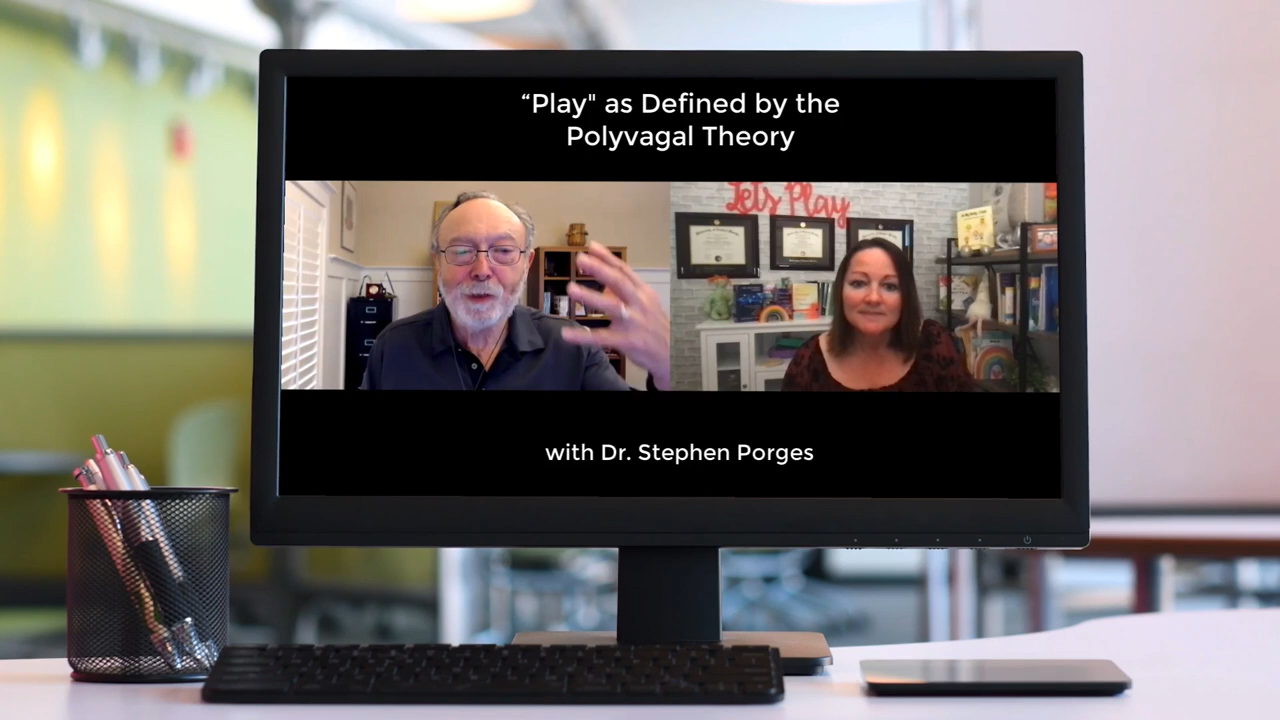 “Play" as Defined by the
Polyvagal Theory
Lets Play
with Dr. Stephen Porges